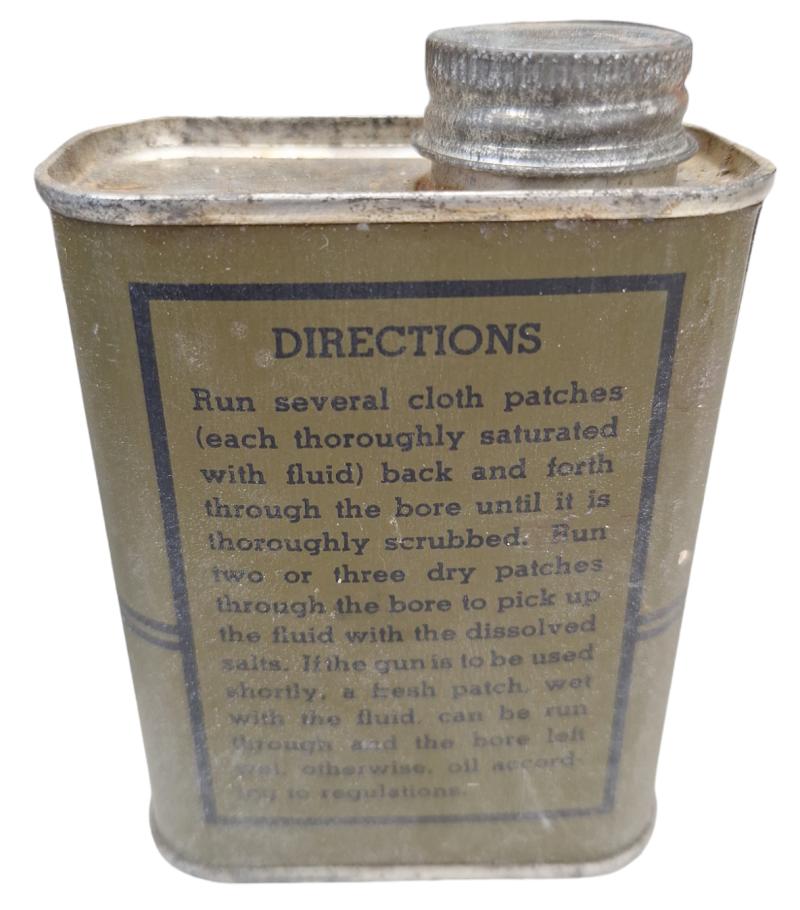 DIRECTIONS
Run several cloth patches
(each thoroughly saturated
with fluid) back and forth
through the bore until it is
thoroughly scrubbed. Run
two or three dry patches
through the bore to pick up
the fluid with the dissolved
salts. If the gun is to be used
shortly, a fresh patch, wet
with the fluid, can be run
through and the bore left
wet, otherwise, oil accord-
ing to regulations.